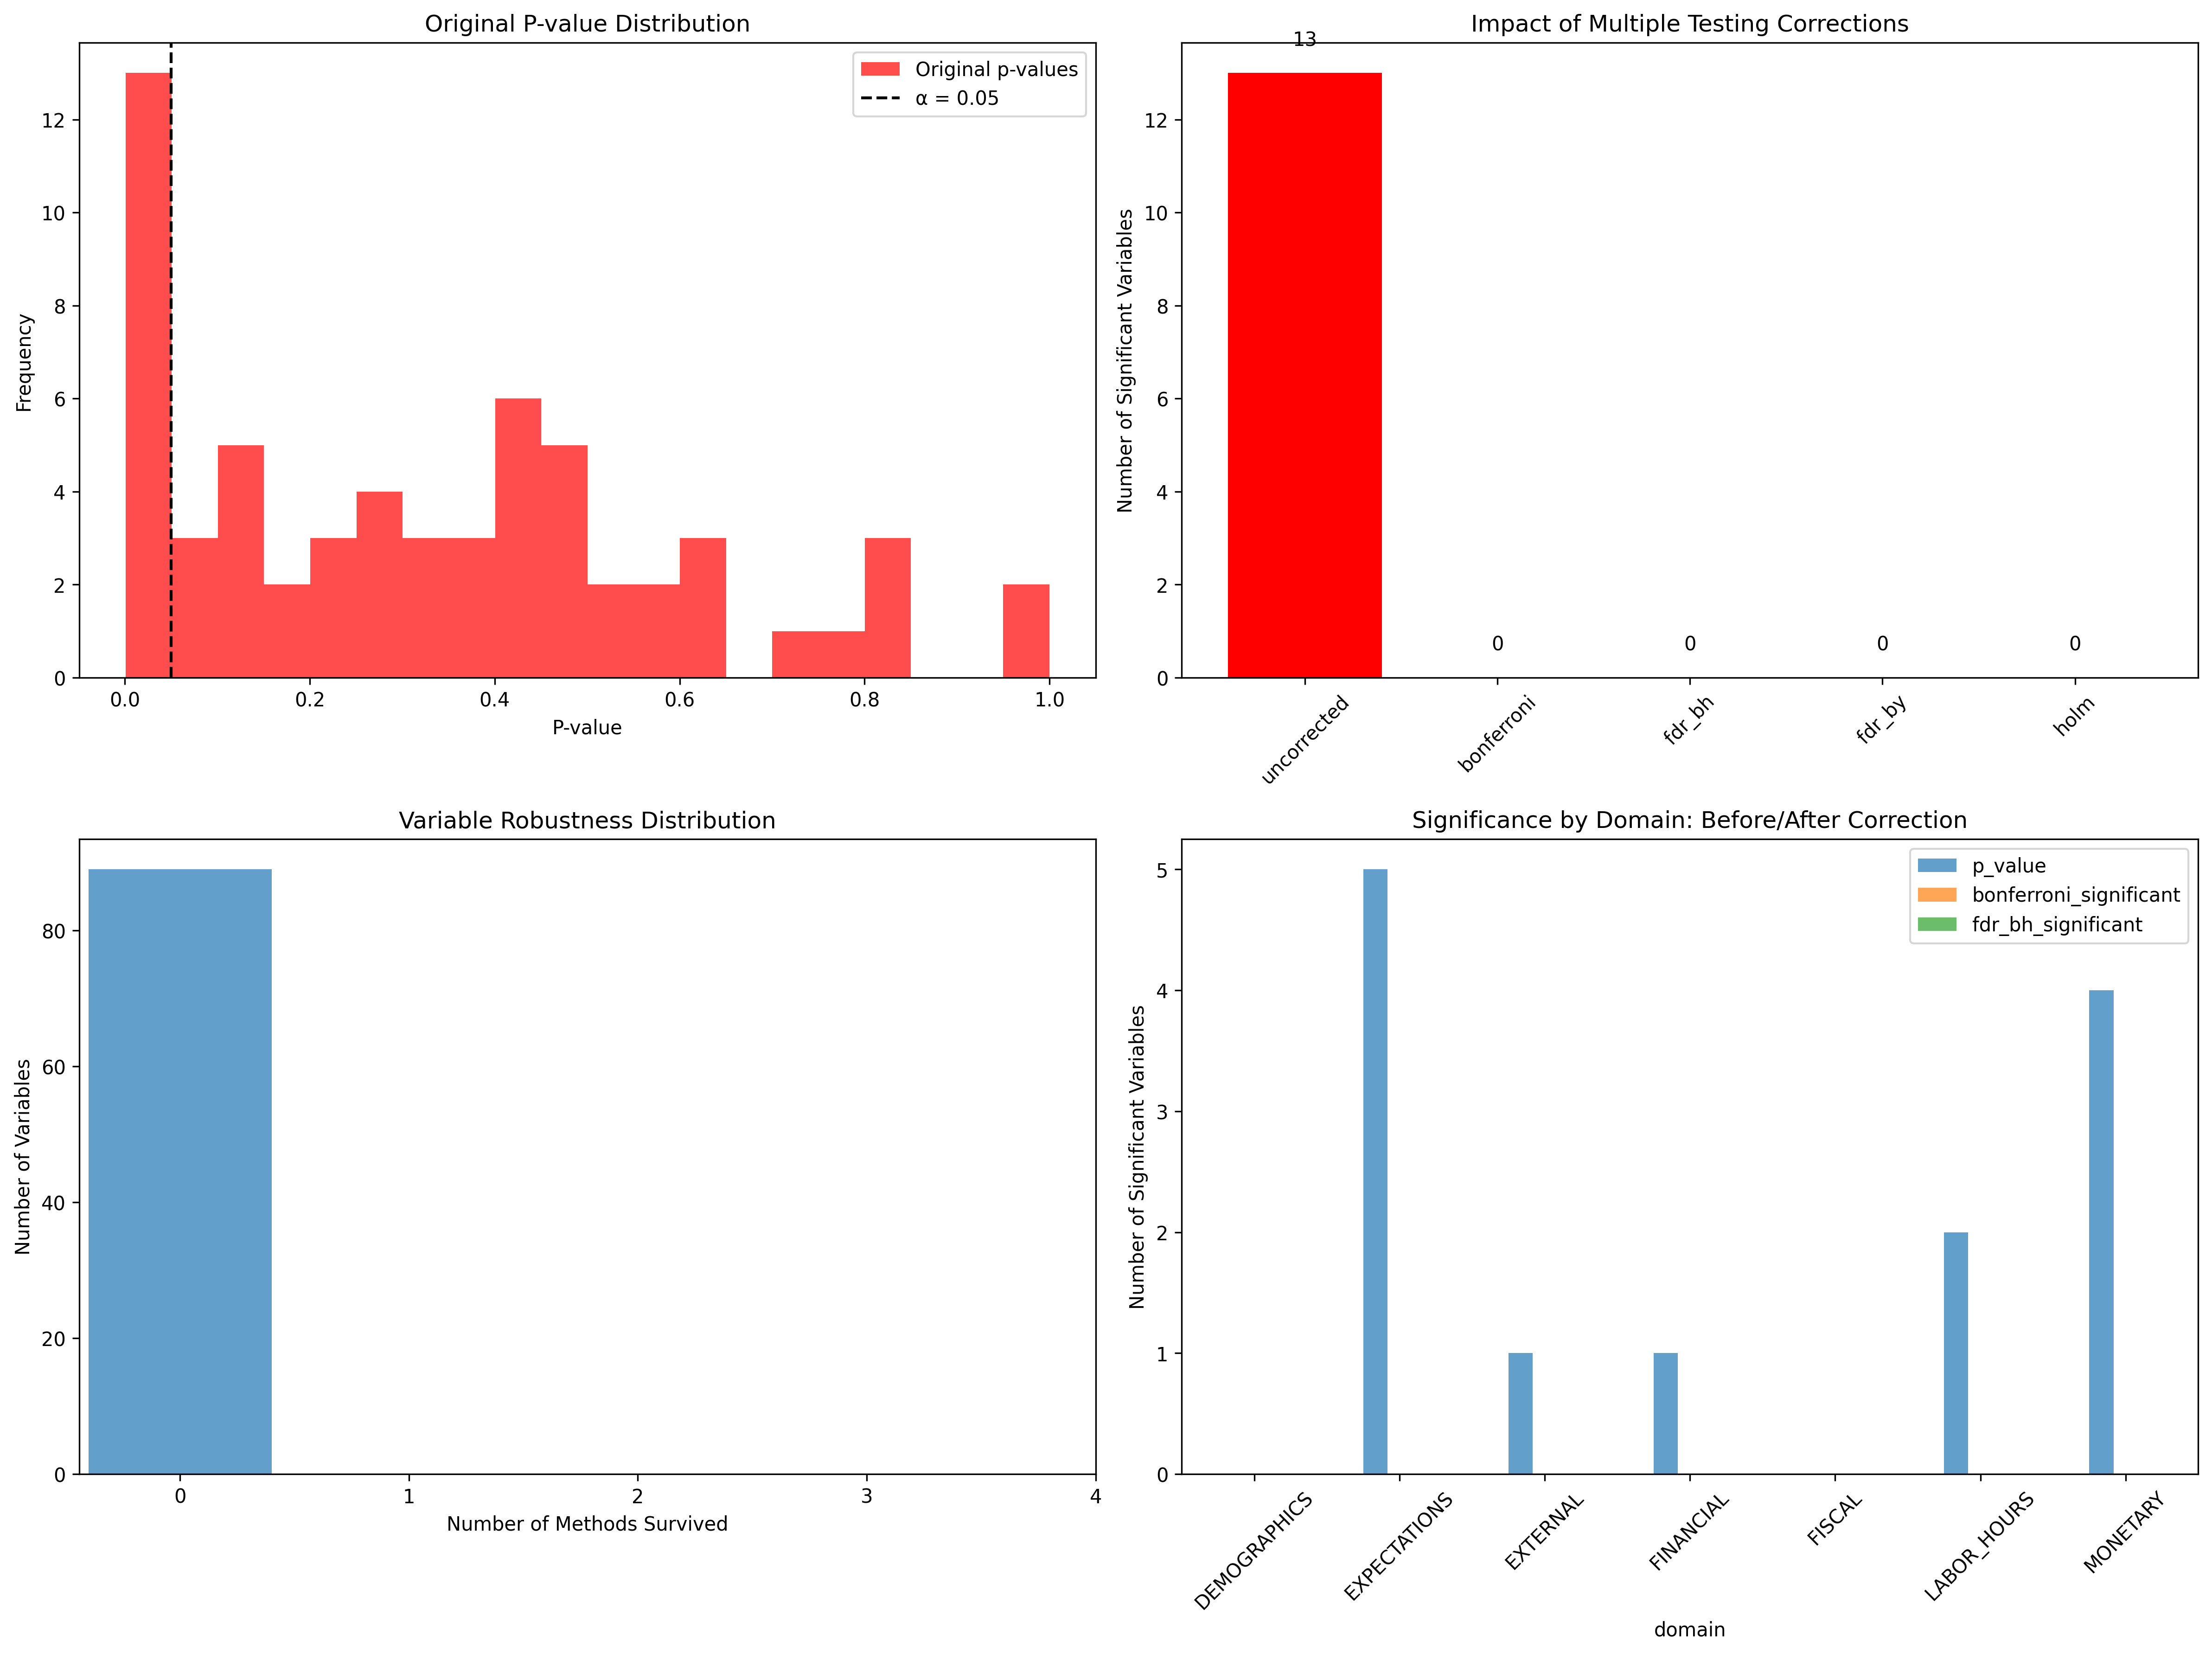 Original P-value Distribution
Original p-values
α = 0.05
Frequency
12
10
8
6
4
2
0
0.0 0.2 0.4 0.6 0.8 1.0
P-value
Impact of Multiple Testing Corrections
13
Number of Significant Variables
12
10
8
6
4
2
0
0 0 0 0
uncorrected bonferroni fdr_bh fdr_by holm
Variable Robustness Distribution
Number of Variables
80
60
40
20
0
0 1 2 3 4
Number of Methods Survived
Significance by Domain: Before/After Correction
p_value
bonferroni_significant
fdr_bh_significant
Number of Significant Variables
5
4
3
2
1
0
DEMOGRAPHICS EXPECTATIONS EXTERNAL FINANCIAL FISCAL LABOR_HOURS MONETARY
domain